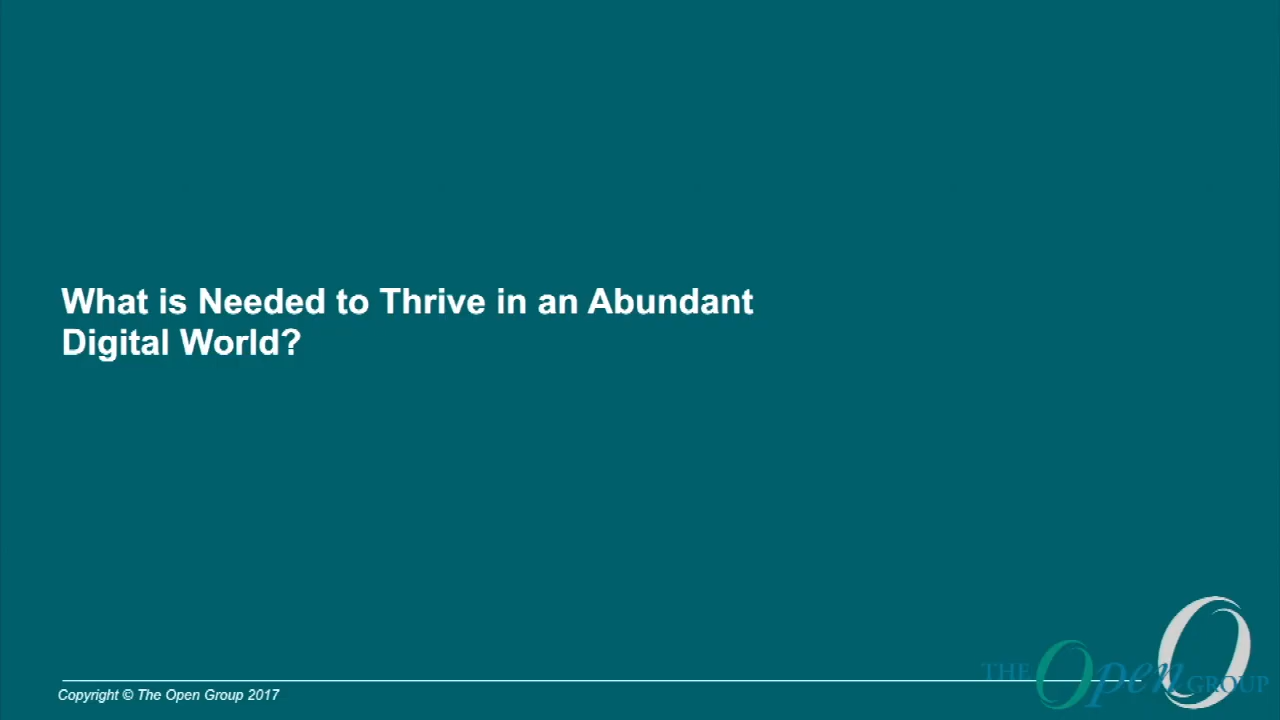 What is Needed to Thrive in an Abundant
Digital World?
Copyright © The Open Group 2017
THE Open GROUP